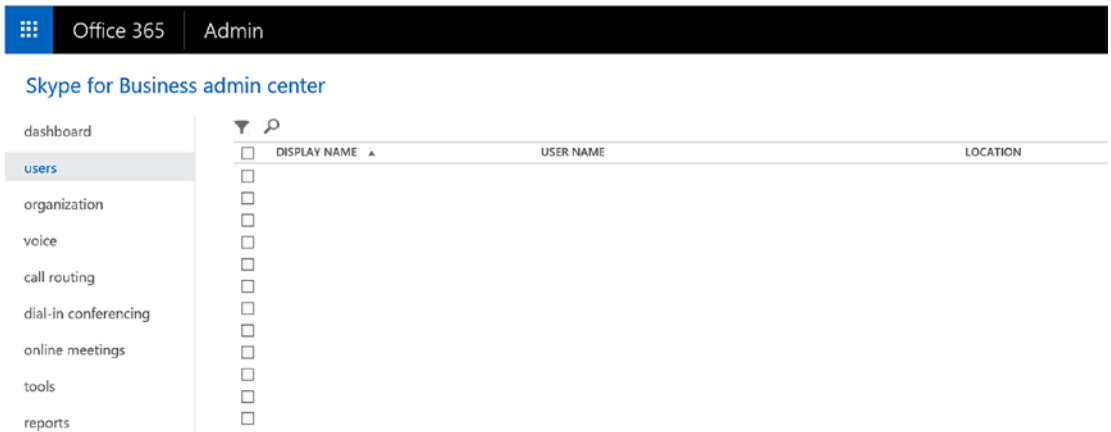 Office 365 Admin
Skype for Business admin center
dashboard
users
organization
voice
call routing
dial-in conferencing
online meetings
tools
reports
DISPLAY NAME USER NAME LOCATION